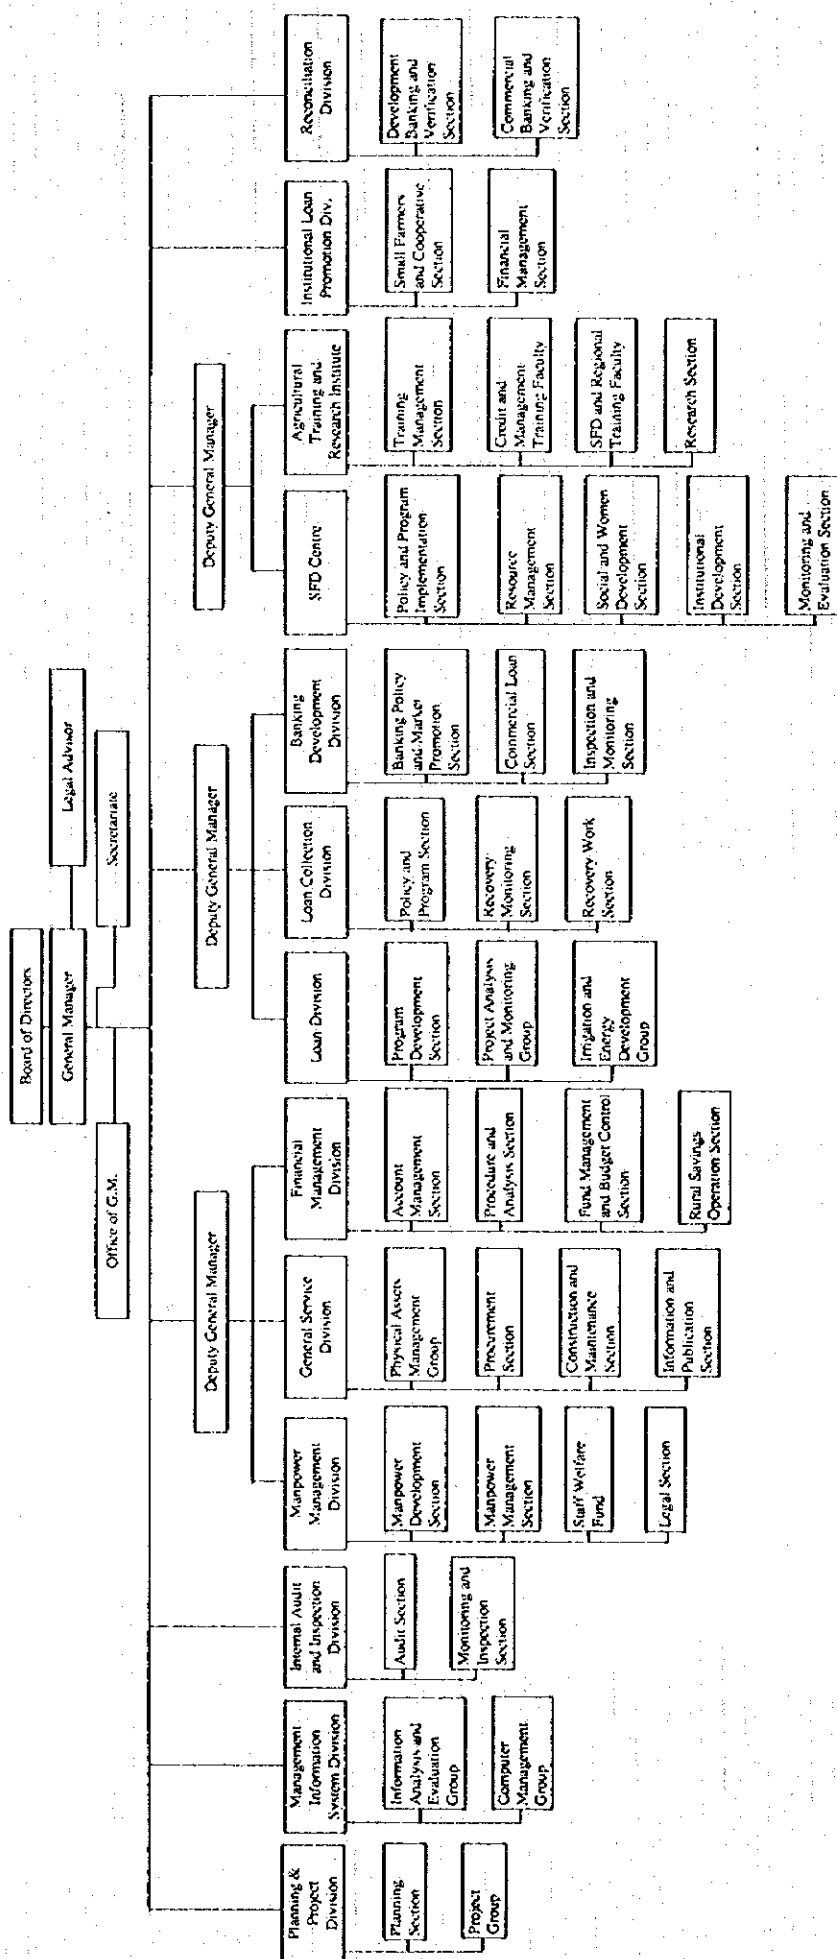 Board of Directors
General Manager
Legal Advisor
Office of G.M.
Secretariate
Deputy General Manager
Deputy General Manager
Deputy General Manager
Planning &
Project
Division
Planning
Section
Project
Group
Management
Information
System Division
Information
Analysis and
Evaluation
Group
Computer
Management
Group
Internal Audit
and Inspection
Division
Audit Section
Monitoring and
Inspection
Section
Manpower
Management
Division
Manpower
Development
Section
Manpower
Management
Section
Staff Welfare
Fund
Legal Section
General Service
Division
Physical Assets
Management
Group
Procurement
Section
Construction and
Maintenance
Section
Information and
Publication
Section
Financial
Management
Division
Account
Management
Section
Procedure and
Analysis Section
Fund Management
and Budget Control
Section
Rural Savings
Operation Section
Loan Division
Program
Development
Section
Project Analysis
and Monitoring
Group
Irrigation and
Energy
Development
Group
Loan Collection
Division
Policy and
Program Section
Recovery
Monitoring
Section
Recovery Work
Section
Banking
Development
Division
Banking Policy
and Market
Promotion
Section
Commercial Loan
Section
Inspection and
Monitoring
Section
SFD Centre
Policy and Program
Implementation
Section
Resource
Management
Section
Social and Women
Development
Section
Institutional
Development
Section
Monitoring and
Evaluation Section
Agricultural
Training and
Research Institute
Training
Management
Section
Credit and
Management
Training Faculty
SFD and Regional
Training Faculty
Research Section
Institutional Loan
Promotion Div.
Small Farmers
and Cooperative
Section
Financial
Management
Section
Reconciliation
Division
Development
Banking and
Verification
Section
Commercial
Banking and
Verification
Section